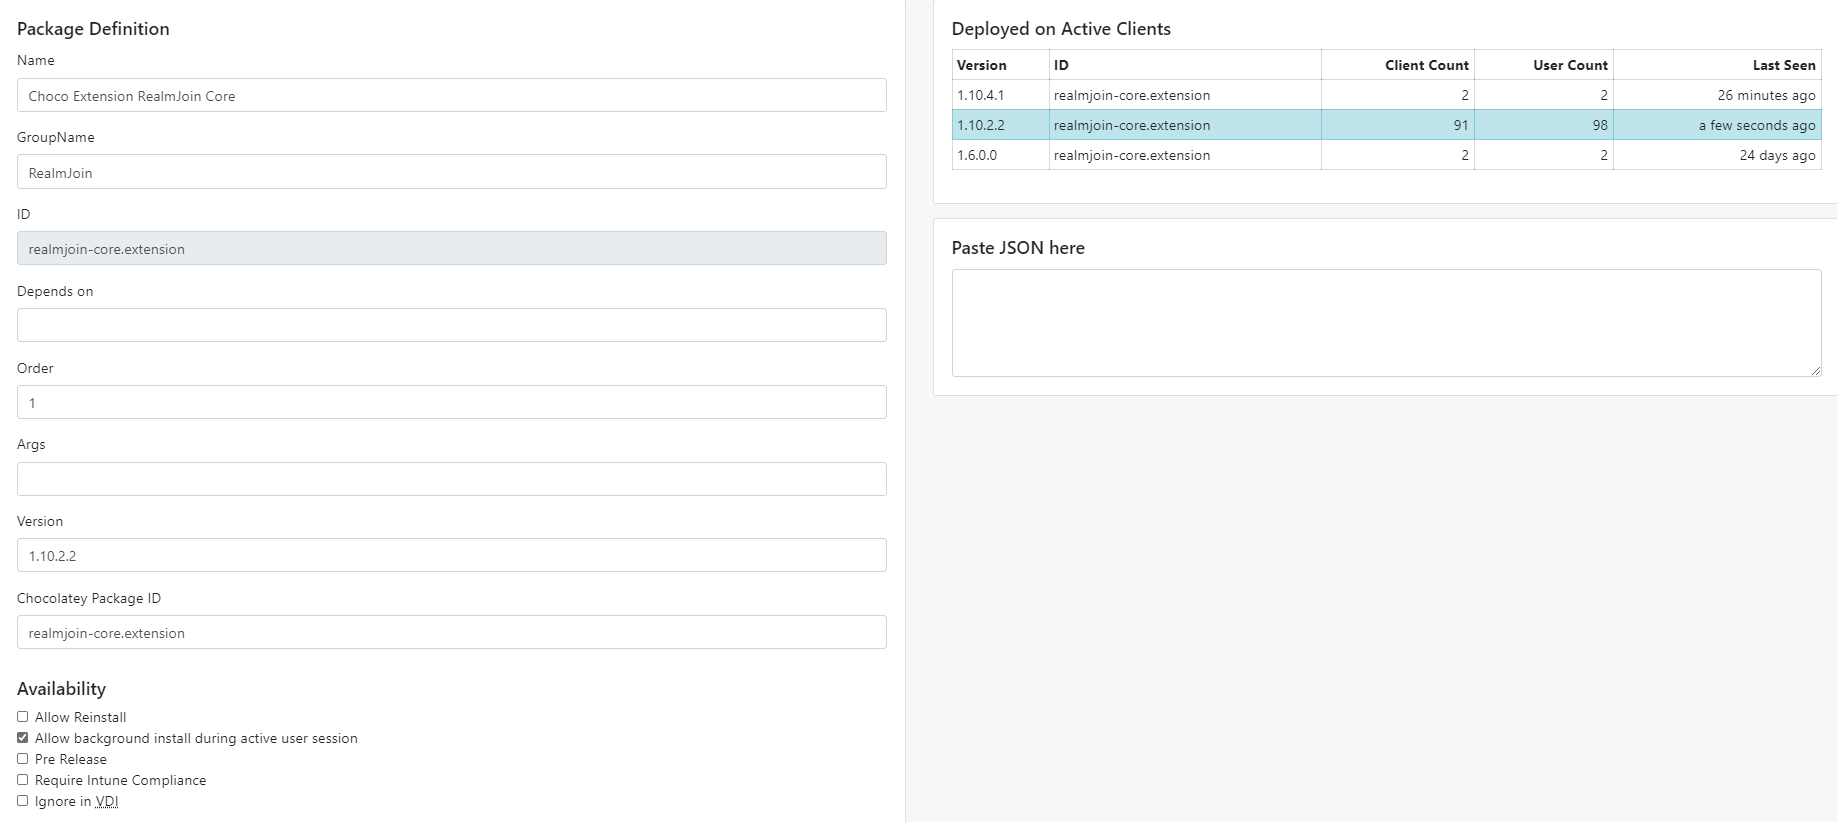 Package Definition
Name
Choco Extension RealmJoin Core
GroupName
RealmJoin
ID
realmjoin-core.extension
Depends on
Order
1
Args
Version
1.10.2.2
Chocolatey Package ID
realmjoin-core.extension
Availability
Allow Reinstall
Allow background install during active user session
Pre Release
Require Intune Compliance
Ignore in VDI
Deployed on Active Clients
Version ID Client Count User Count Last Seen
1.10.4.1 realmjoin-core.extension 2 2 26 minutes ago
1.10.2.2 realmjoin-core.extension 91 98 a few seconds ago
1.6.0.0 realmjoin-core.extension 2 2 24 days ago
Paste JSON here